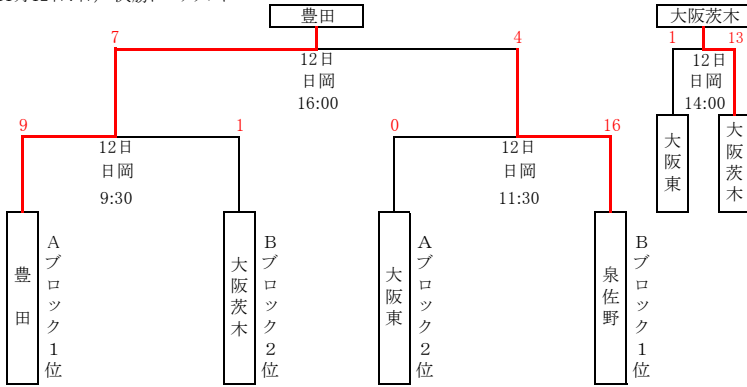 豊田
大阪茨木
7
4
1
13
12日
日岡
16:00
12日
日岡
14:00
9
1
0
16
12日
日岡
9:30
12日
日岡
11:30
大阪東
大阪茨木
豊田
Aブロック1位
大阪茨木
Bブロック2位
大阪東
Aブロック2位
泉佐野
Bブロック1位